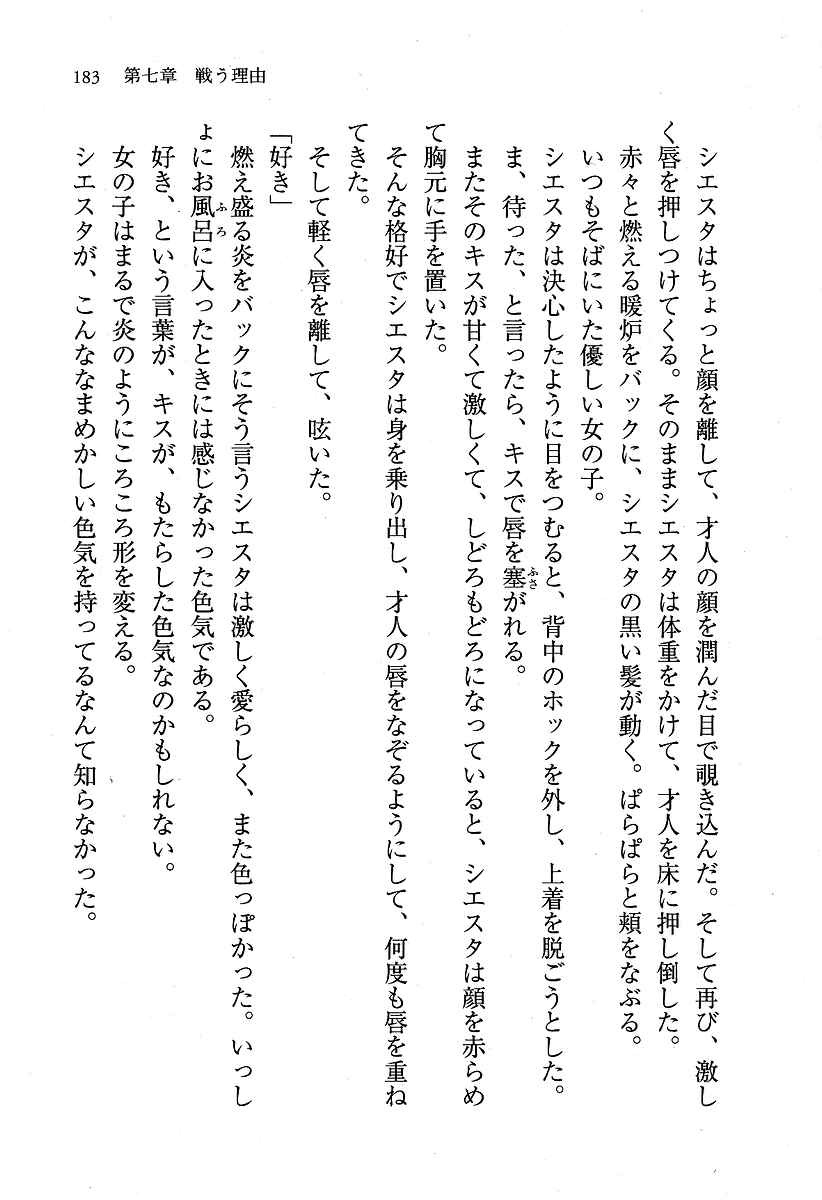 183　第七章　戦う理由
シエスタはちょっと顔を離して、才人の顔を潤んだ目で覗き込んだ。そして再び、激し
く唇を押しつけてくる。そのままシエスタは体重をかけて、才人を床に押し倒した。
赤々と燃える暖炉をバックに、シエスタの黒い髪が動く。ぱらぱらと頬をなぶる。
いつもそばにいた優しい女の子。
シエスタは決心したように目をつむると、背中のホックを外し、上着を脱ごうとした。
ま、待った、と言ったら、キスで唇を塞がれる。
またそのキスが甘くて激しくて、しどろもどろになっていると、シエスタは顔を赤らめ
て胸元に手を置いた。
そんな格好でシエスタは身を乗り出し、才人の唇をなぞるようにして、何度も唇を重ね
てきた。
そして軽く唇を離して、呟いた。
「好き」
燃え盛る炎をバックにそう言うシエスタは激しく愛らしく、また色っぽかった。いっし
ょにお風呂に入ったときには感じなかった色気である。
好き、という言葉が、キスが、もたらした色気なのかもしれない。
女の子はまるで炎のようにころころ形を変える。
シエスタが、こんななまめかしい色気を持ってるなんて知らなかった。